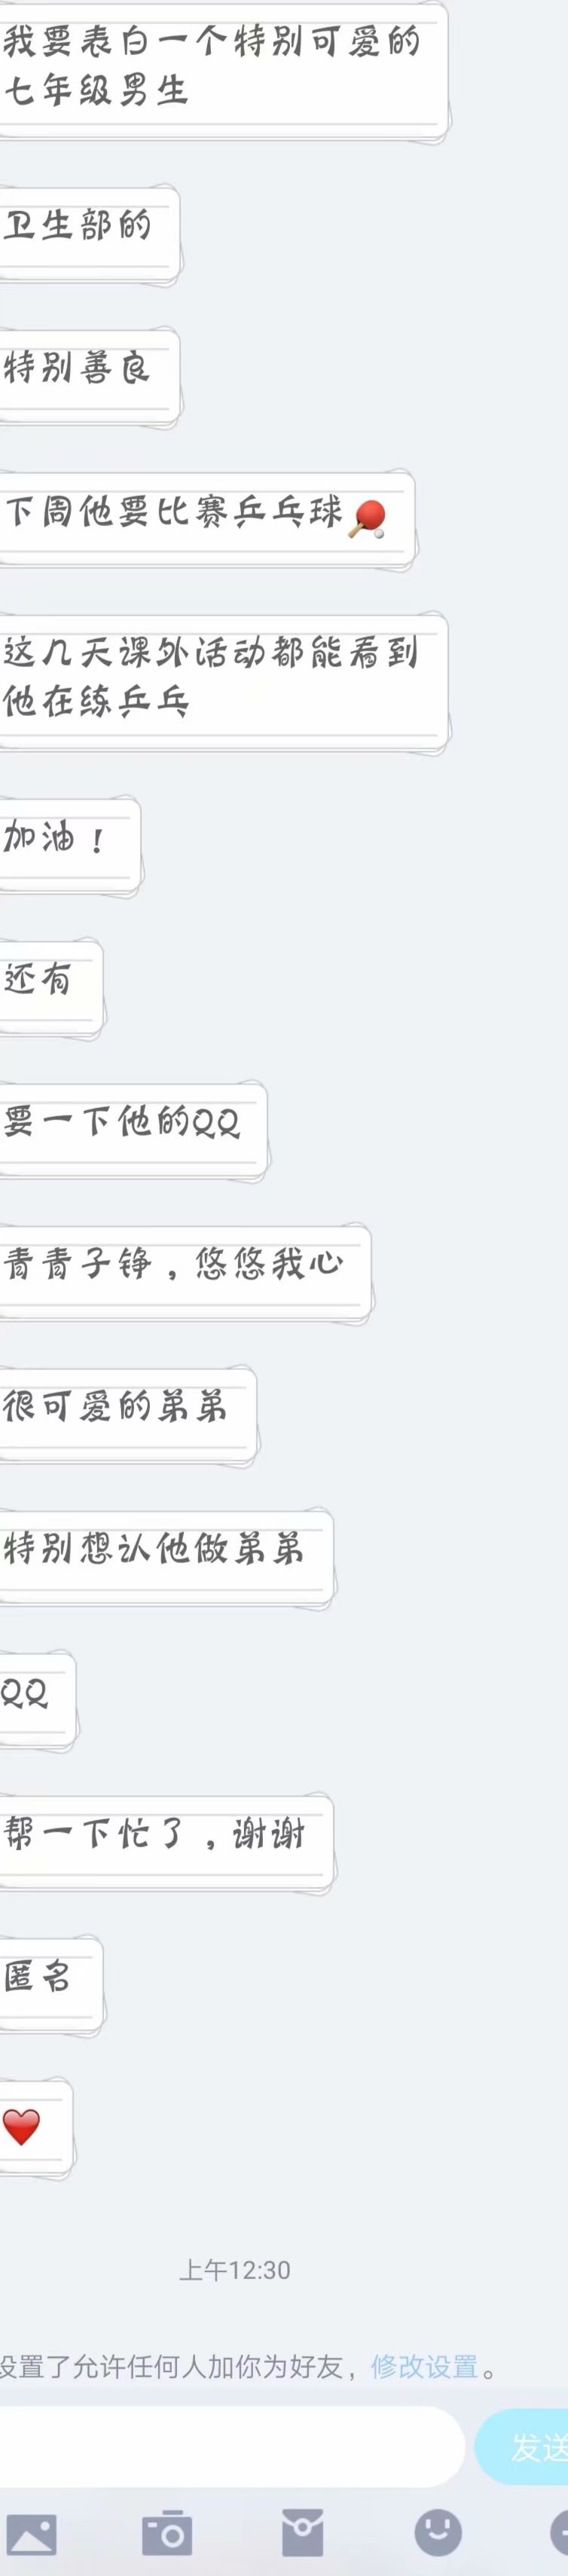 我要表白一个特别可爱的
七年级男生
卫生部的
特别善良
下周他要比赛乒乓球🏓
这几天课外活动都能看到
他在练乒乓
加油！
还有
要一下他的QQ
青青子铮，悠悠我心
很可爱的弟弟
特别想认他做弟弟
QQ
帮一下忙了，谢谢
匿名
❤️
上午12:30
设置了允许任何人加你为好友，修改设置。
发送